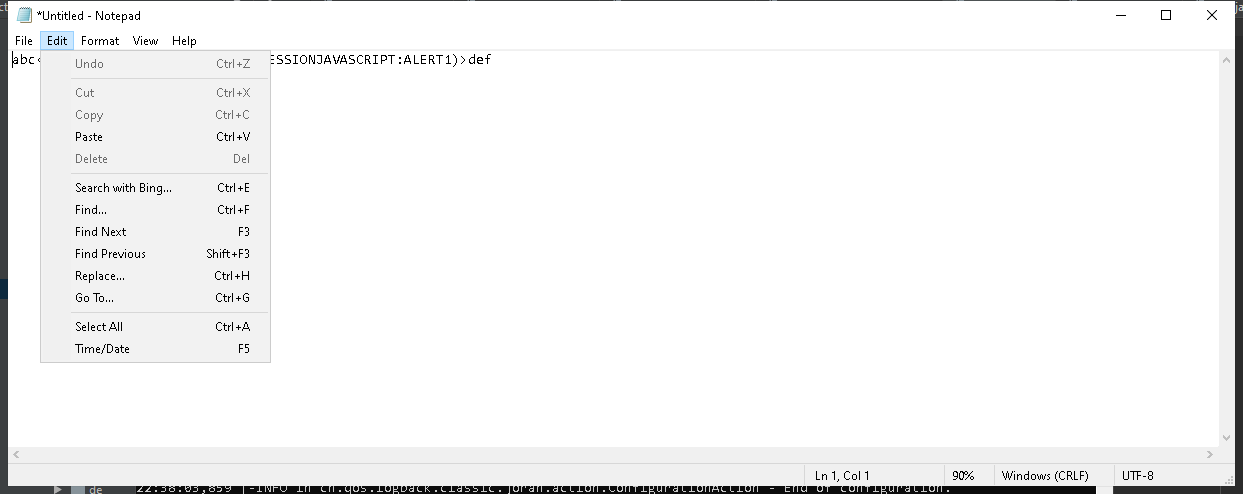 *Untitled - Notepad
File Edit Format View Help
abc ESSIONJAVASCRIPT:ALERT1)>def
Undo Ctrl+Z
Cut Ctrl+X
Copy Ctrl+C
Paste Ctrl+V
Delete Del
Search with Bing... Ctrl+E
Find... Ctrl+F
Find Next F3
Find Previous Shift+F3
Replace... Ctrl+H
Go To... Ctrl+G
Select All Ctrl+A
Time/Date F5
Ln 1, Col 1 90% Windows (CRLF) UTF-8
de 22:38:03,859 |-INFO in ch.qos.logback.classic.joran.action.ConfigurationAction - End of configuration.